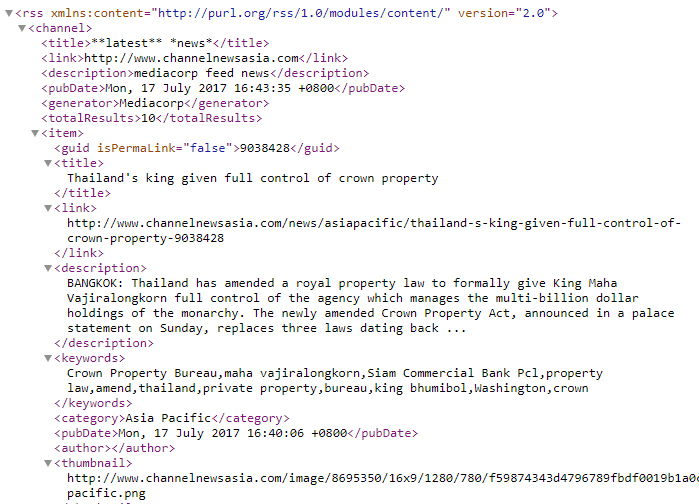 <rss xmlns:content="http://purl.org/rss/1.0/modules/content/" version="2.0">
<channel>
<title>**latest** *news*</title>
<link>http://www.channelnewsasia.com</link>
<description>mediacorp feed news</description>
<pubDate>Mon, 17 July 2017 16:43:35 +0800</pubDate>
<generator>Mediacorp</generator>
<totalResults>10</totalResults>
<item>
<guid isPermaLink="false">9038428</guid>
<title>
Thailand's king given full control of crown property
</title>
<link>
http://www.channelnewsasia.com/news/asiapacific/thailand-s-king-given-full-control-of-
crown-property-9038428
</link>
<description>
BANGKOK: Thailand has amended a royal property law to formally give King Maha
Vajiralongkorn full control of the agency which manages the multi-billion dollar
holdings of the monarchy. The newly amended Crown Property Act, announced in a palace
statement on Sunday, replaces three laws dating back ...
</description>
<keywords>
Crown Property Bureau,maha vajiralongkorn,Siam Commercial Bank Pcl,property
law,amend,thailand,private property,bureau,king bhumibol,Washington,crown
</keywords>
<category>Asia Pacific</category>
<pubDate>Mon, 17 July 2017 16:40:06 +0800</pubDate>
<author></author>
<thumbnail>
http://www.channelnewsasia.com/image/8695350/16x9/1280/780/f59874343d4796789fbdf0019b1a0
pacific.png